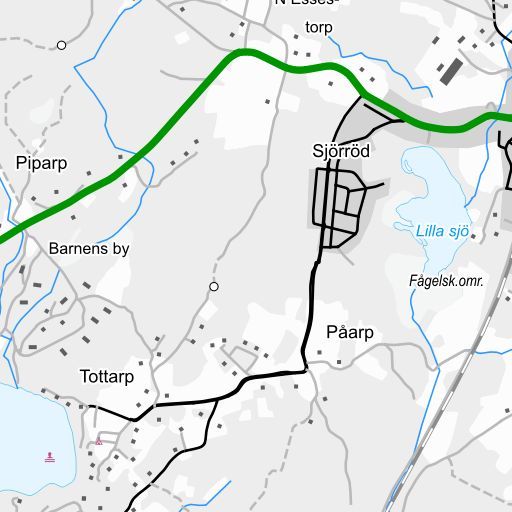 N Esses-
torp
Sjörröd
Piparp
Lilla sjö
Barnens by
Fågelsk.omr.
Påarp
Tottarp